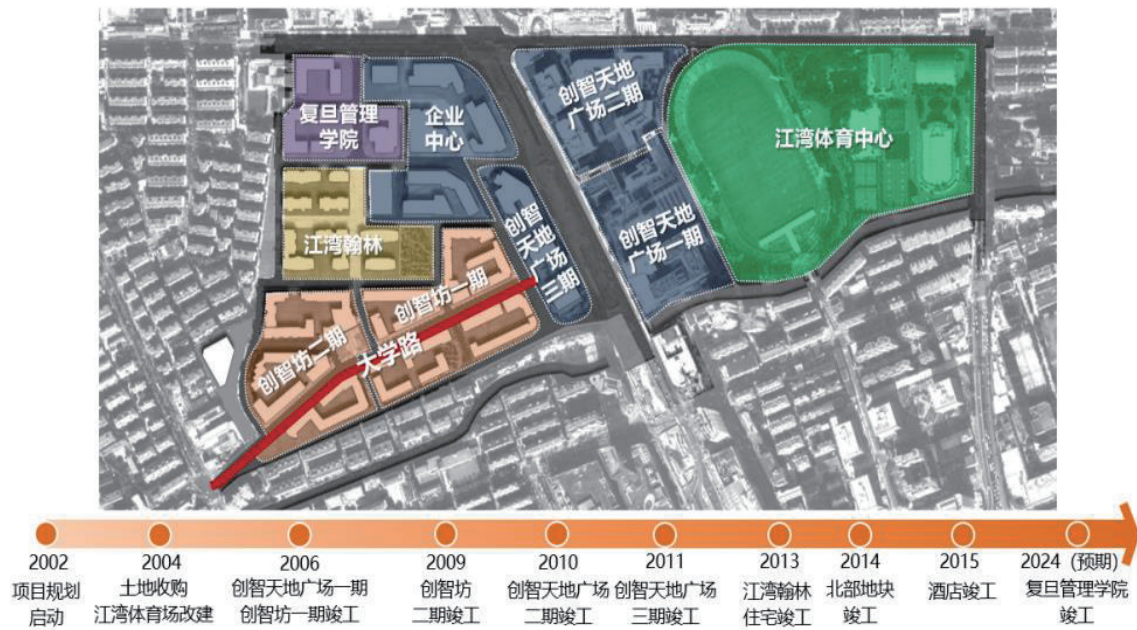 复旦管理
学院
企业
中心
创智天地
广场二期
江湾体育中心
江湾翰林
创智天地
广场三期
创智天地
广场一期
创智坊一期
创智坊二期
大学路
2002
项目规划
启动
2004
土地收购
江湾体育场改建
2006
创智天地广场一期
创智坊一期竣工
2009
创智坊
二期竣工
2010
创智天地广场
二期竣工
2011
创智天地广场
三期竣工
2013
江湾翰林
住宅竣工
2014
北部地块
竣工
2015
酒店竣工
2024 (预期)
复旦管理学院
竣工